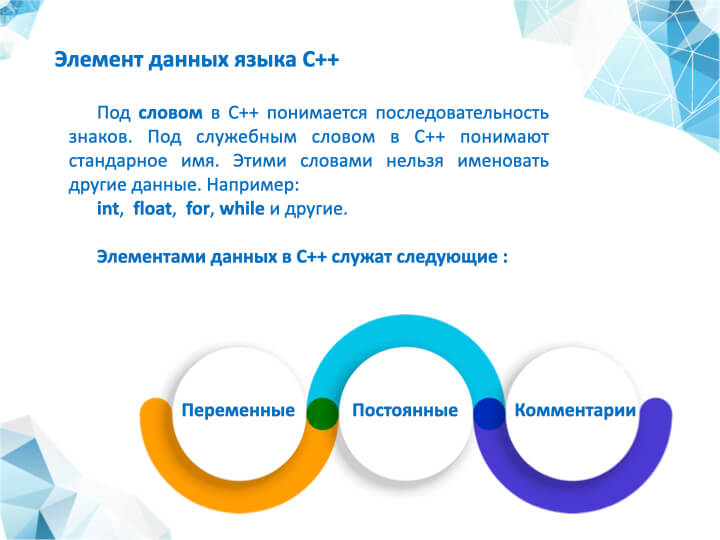 Элемент данных языка C++
Под словом в C++ понимается последовательность
знаков. Под служебным словом в C++ понимают
стандарное имя. Этими словами нельзя именовать
другие данные. Например:
int, float, for, while и другие.
Элементами данных в C++ служат следующие :
Переменные Постоянные Комментарии